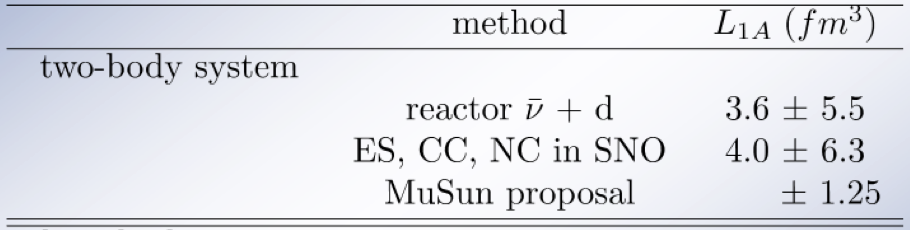 method L₁A (fm³)
two-body system
reactor ν̄ + d 3.6 ± 5.5
ES, CC, NC in SNO 4.0 ± 6.3
MuSun proposal ± 1.25